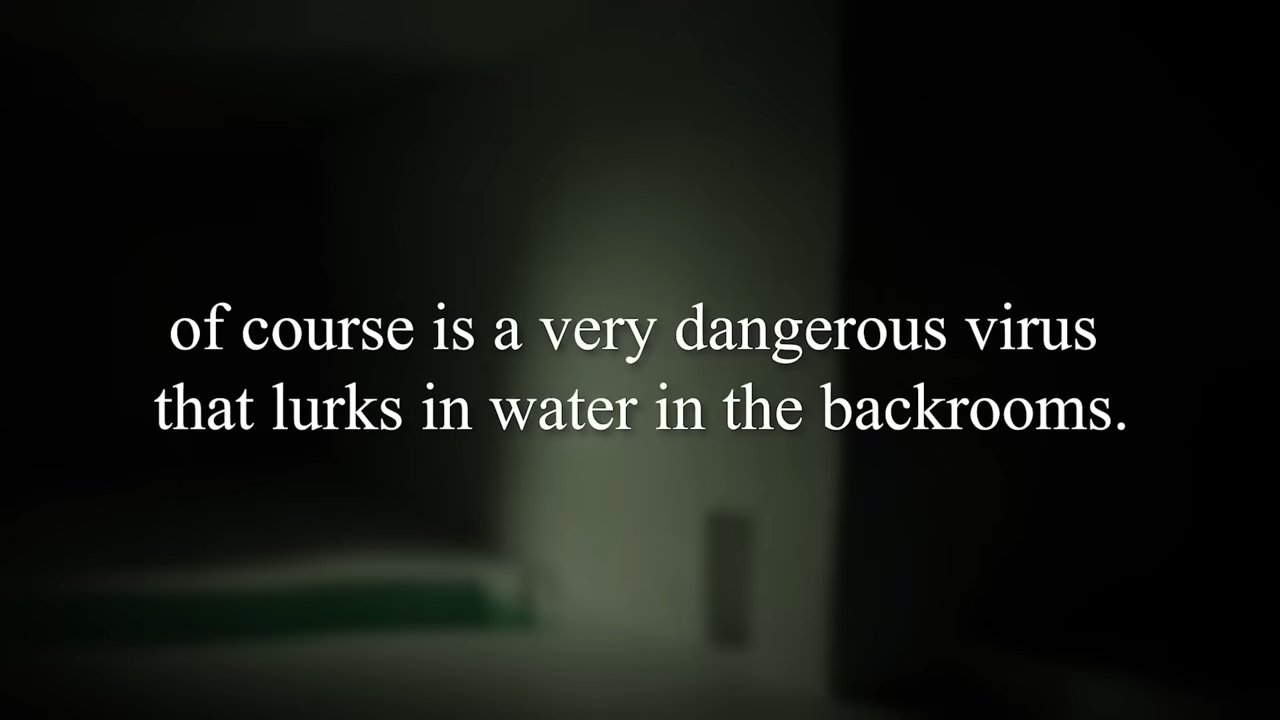 of course is a very dangerous virus
that lurks in water in the backrooms.